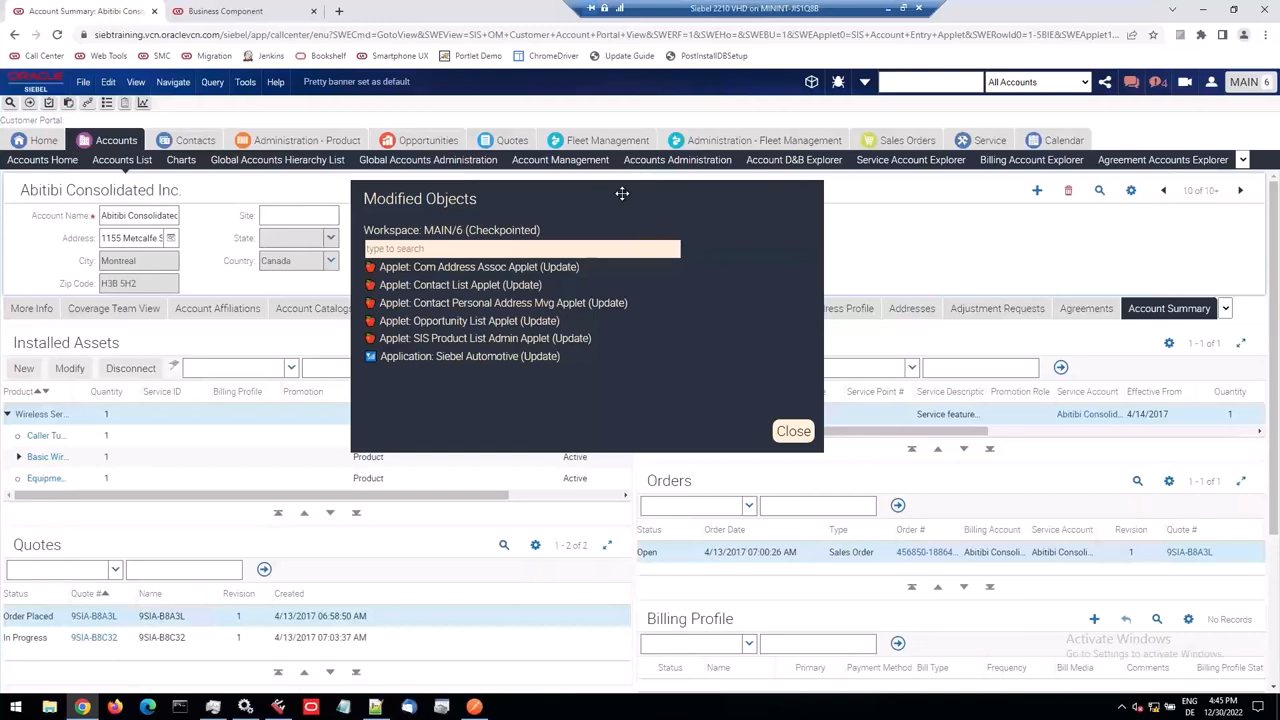 Account Summary: Abitibi Cons
Business Component
Siebel 2210 VHD on MININT-JIS1Q8B
siebtraining.vcn.oraclevcn.com/siebel/app/callcenter/enu?SWECmd=GotoView&SWEView=SIS+OM+Customer+Account+Portal+View&SWERF=1&SWEHo=&SWEBU=1&SWEApplet0=SIS+Account+Entry+Applet&SWERowId0=1-5BIE&SWEApplet1...
Call Center Web Tools SMC Migration Jenkins Smartphone UX Portlet Demo ChromeDriver Update Guide PostInstallDBSetup
ORACLE SIEBEL File Edit View Navigate Query Tools Help Pretty banner set as default All Accounts 4 MAIN 6
Customer Portal:
Home Accounts Contacts Administration - Product Opportunities Quotes Fleet Management Administration - Fleet Management Sales Orders Service Calendar
Accounts Home Accounts List Charts Global Accounts Hierarchy List Global Accounts Administration Account Management Accounts Administration Account D&B Explorer Service Account Explorer Billing Account Explorer Agreement Accounts Explorer
Abitibi Consolidated Inc. 10 of 10+
Account Name Abitibi Consolidated Site:
Address: 1155 Metcalfe S State:
City: Montreal Country: Canada
Zip Code: H3B 5H2
Modified Objects
Workspace: MAIN/6 (Checkpointed)
type to search
Applet: Com Address Assoc Applet (Update)
Applet: Contact List Applet (Update)
Applet: Contact Personal Address Mvg Applet (Update)
Applet: Opportunity List Applet (Update)
Applet: SIS Product List Admin Applet (Update)
Application: Siebel Automotive (Update)
Close
More Info Coverage Team View Account Affiliations Account Catalogs ddress Profile Addresses Adjustment Requests Agreements Account Summary
Installed Assets 1 - 1 of 1
New Modify Disconnect
Product Quantity Service ID Billing Profile Promotion Service Point # Service Descripti Promotion Role Service Account Effective From Quantity
Wireless Ser... 1 Service feature... Abitibi Consolid... 4/14/2017 1
Caller Tu... 1
Basic Wir... 1 Product Active
Equipme... 1 Product Active
Orders 1 - 1 of 1
Status Order Date Type Order # Billing Account Service Account Revision Quote #
Open 4/13/2017 07:00:26 AM Sales Order 456850-18864... Abitibi Consoli... Abitibi Consoli... 1 9SIA-B8A3L
Quotes 1 - 2 of 2
Status Quote # Name Revision Created
Order Placed 9SIA-B8A3L 9SIA-B8A3L 1 4/13/2017 06:58:50 AM
In Progress 9SIA-B8C32 9SIA-B8C32 1 4/13/2017 07:03:37 AM
Billing Profile No Records
Status Name Primary Payment Method Bill Type Frequency Bill Media Comments Billing Profile Stat
Activate Windows
Go to Settings to activate Windows.
ENG 4:45 PM
DE 12/30/2022